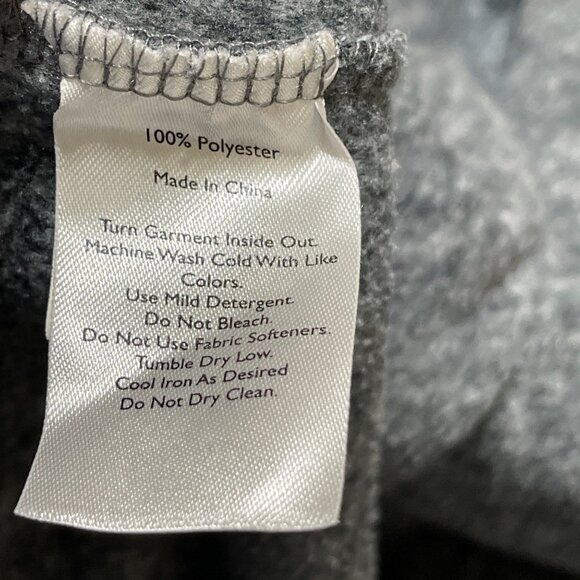 100% Polyester
Made In China
Turn Garment Inside Out.
Machine Wash Cold With Like
Colors.
Use Mild Detergent.
Do Not Bleach.
Do Not Use Fabric Softeners.
Tumble Dry Low.
Cool Iron As Desired
Do Not Dry Clean.